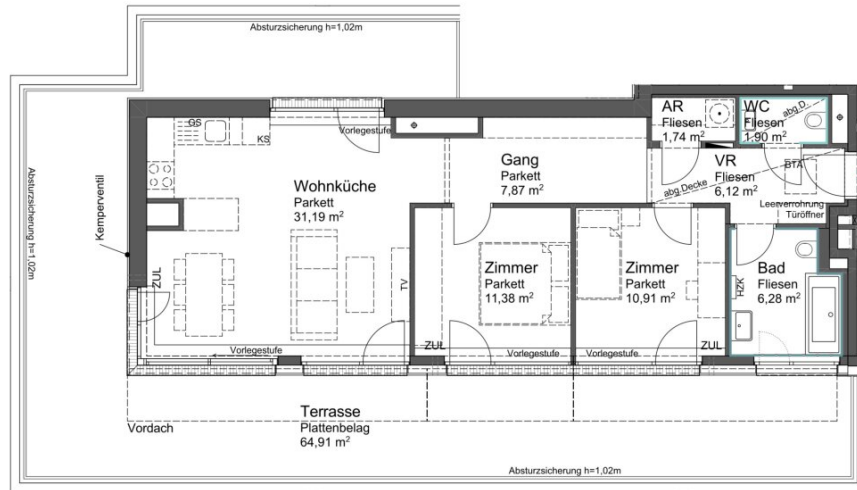 Absturzsicherung h=1,02m
GS
KS
Vorlegestufe
AR
Fliesen
1,74 m²
WC
abg.D.
Fliesen
1,90 m²
Absturzsicherung h=1,02m
Kemperventil
Wohnküche
Parkett
31,19 m²
Gang
Parkett
7,87 m²
abg.Decke
VR
Fliesen
6,12 m²
BTA
Leerverrohrung
Türöffner
ZUL
TV
Zimmer
Parkett
11,38 m²
Zimmer
Parkett
10,91 m²
HZK
Bad
Fliesen
6,28 m²
Vorlegestufe
ZUL
Vorlegestufe
Vorlegestufe
ZUL
Vordach
Terrasse
Plattenbelag
64,91 m²
Absturzsicherung h=1,02m